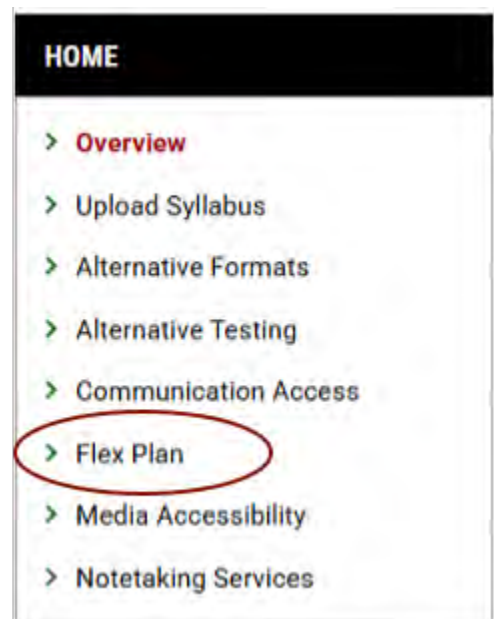 HOME
> Overview
> Upload Syllabus
> Alternative Formats
> Alternative Testing
> Communication Access
> Flex Plan
> Media Accessibility
> Notetaking Services